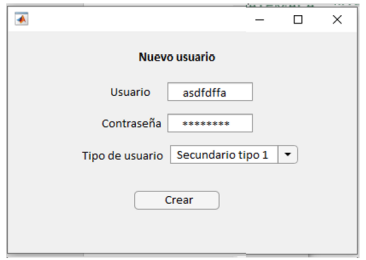 Nuevo usuario
Usuario asdfdffa
Contraseña ********
Tipo de usuario Secundario tipo 1
Crear